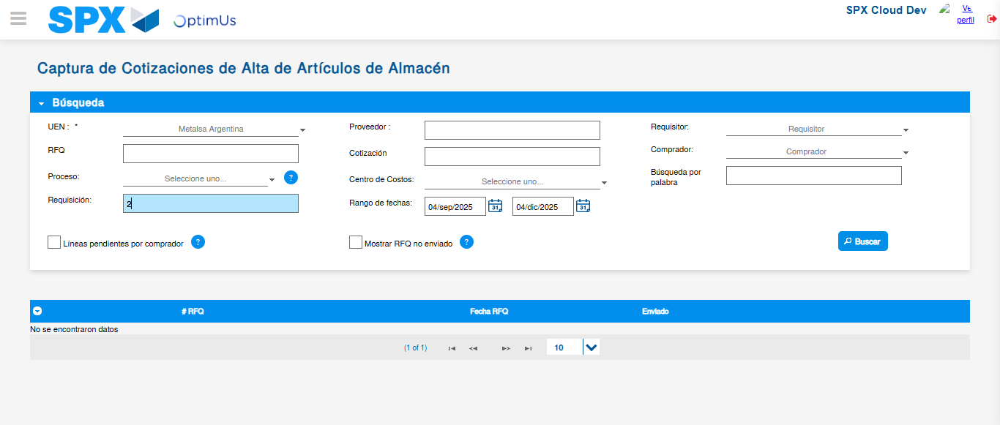 SPX OptimUs
SPX Cloud Dev
Ve
perfil
Captura de Cotizaciones de Alta de Artículos de Almacén
Búsqueda
UEN : * Metalsa Argentina
RFQ
Proceso: Seleccione uno... ?
Requisición: 2
Líneas pendientes por comprador ?
Proveedor :
Cotización
Centro de Costos: Seleccione uno...
Rango de fechas: 04/sep/2025 31 04/dic/2025 31
Mostrar RFQ no enviado ?
Requisitor: Requisitor
Comprador: Comprador
Búsqueda por
palabra
Buscar
# RFQ Fecha RFQ Enviado
No se encontraron datos
(1 of 1) 10